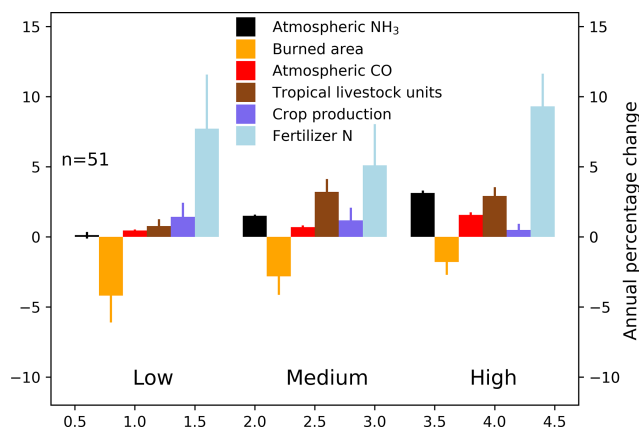 15
10
5
0
−5
−10
Atmospheric NH₃
Burned area
Atmospheric CO
Tropical livestock units
Crop production
Fertilizer N
n=51
Low
Medium
High
0.5
1.0
1.5
2.0
2.5
3.0
3.5
4.0
4.5
15
10
5
0
−5
−10
Annual percentage change